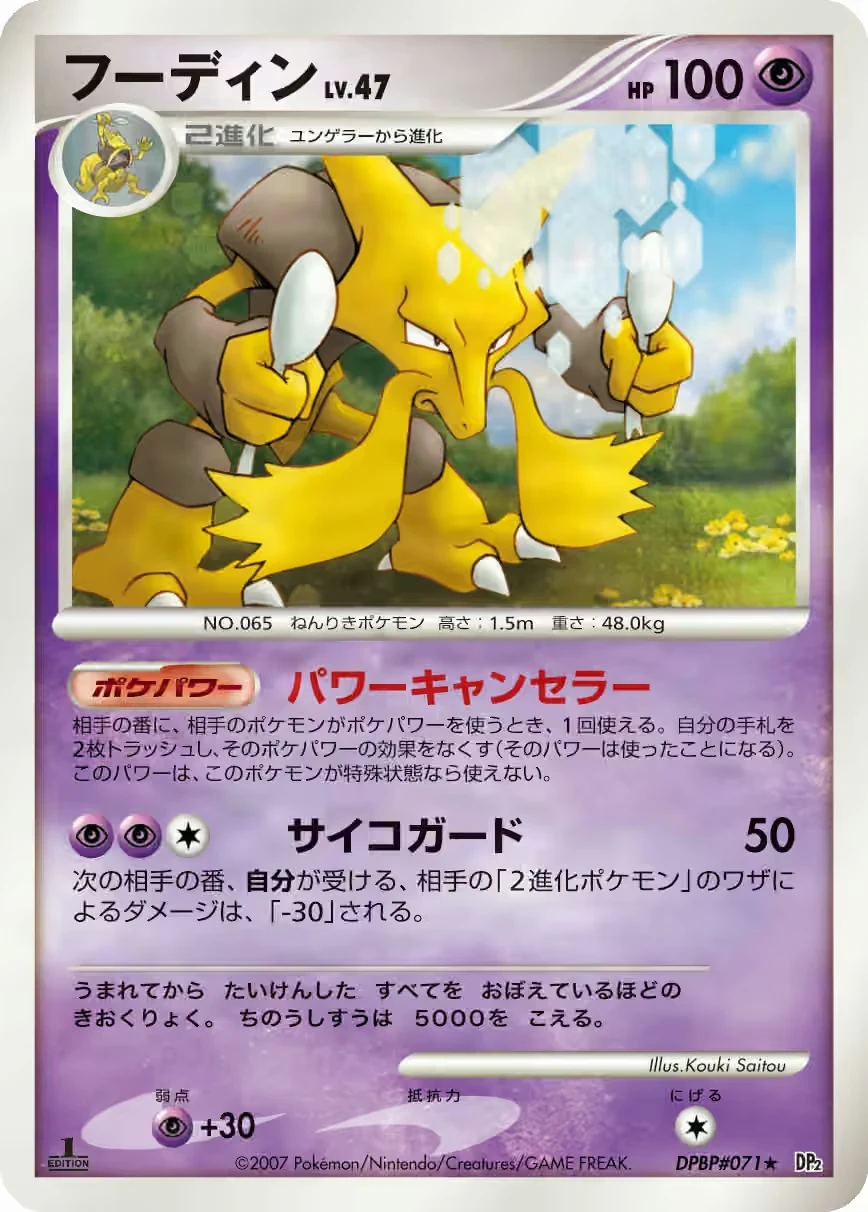 フーディン LV.47 HP 100
2進化 ユンゲラーから進化
NO.065 ねんりきポケモン 高さ：1.5m 重さ：48.0kg
ポケパワー パワーキャンセラー
相手の番に、相手のポケモンがポケパワーを使うとき、1回使える。自分の手札を
2枚トラッシュし、そのポケパワーの効果をなくす（そのパワーは使ったことになる）。
このパワーは、このポケモンが特殊状態なら使えない。
サイコガード 50
次の相手の番、自分が受ける、相手の「2進化ポケモン」のワザに
よるダメージは、「-30」される。
うまれてから たいけんした すべてを おぼえているほどの
きおくりょく。 ちのうしすうは 5000を こえる。
Illus.Kouki Saitou
弱点 抵抗力 にげる
+30
1 EDITION ©2007 Pokémon/Nintendo/Creatures/GAME FREAK. DPBP#071★ DP2